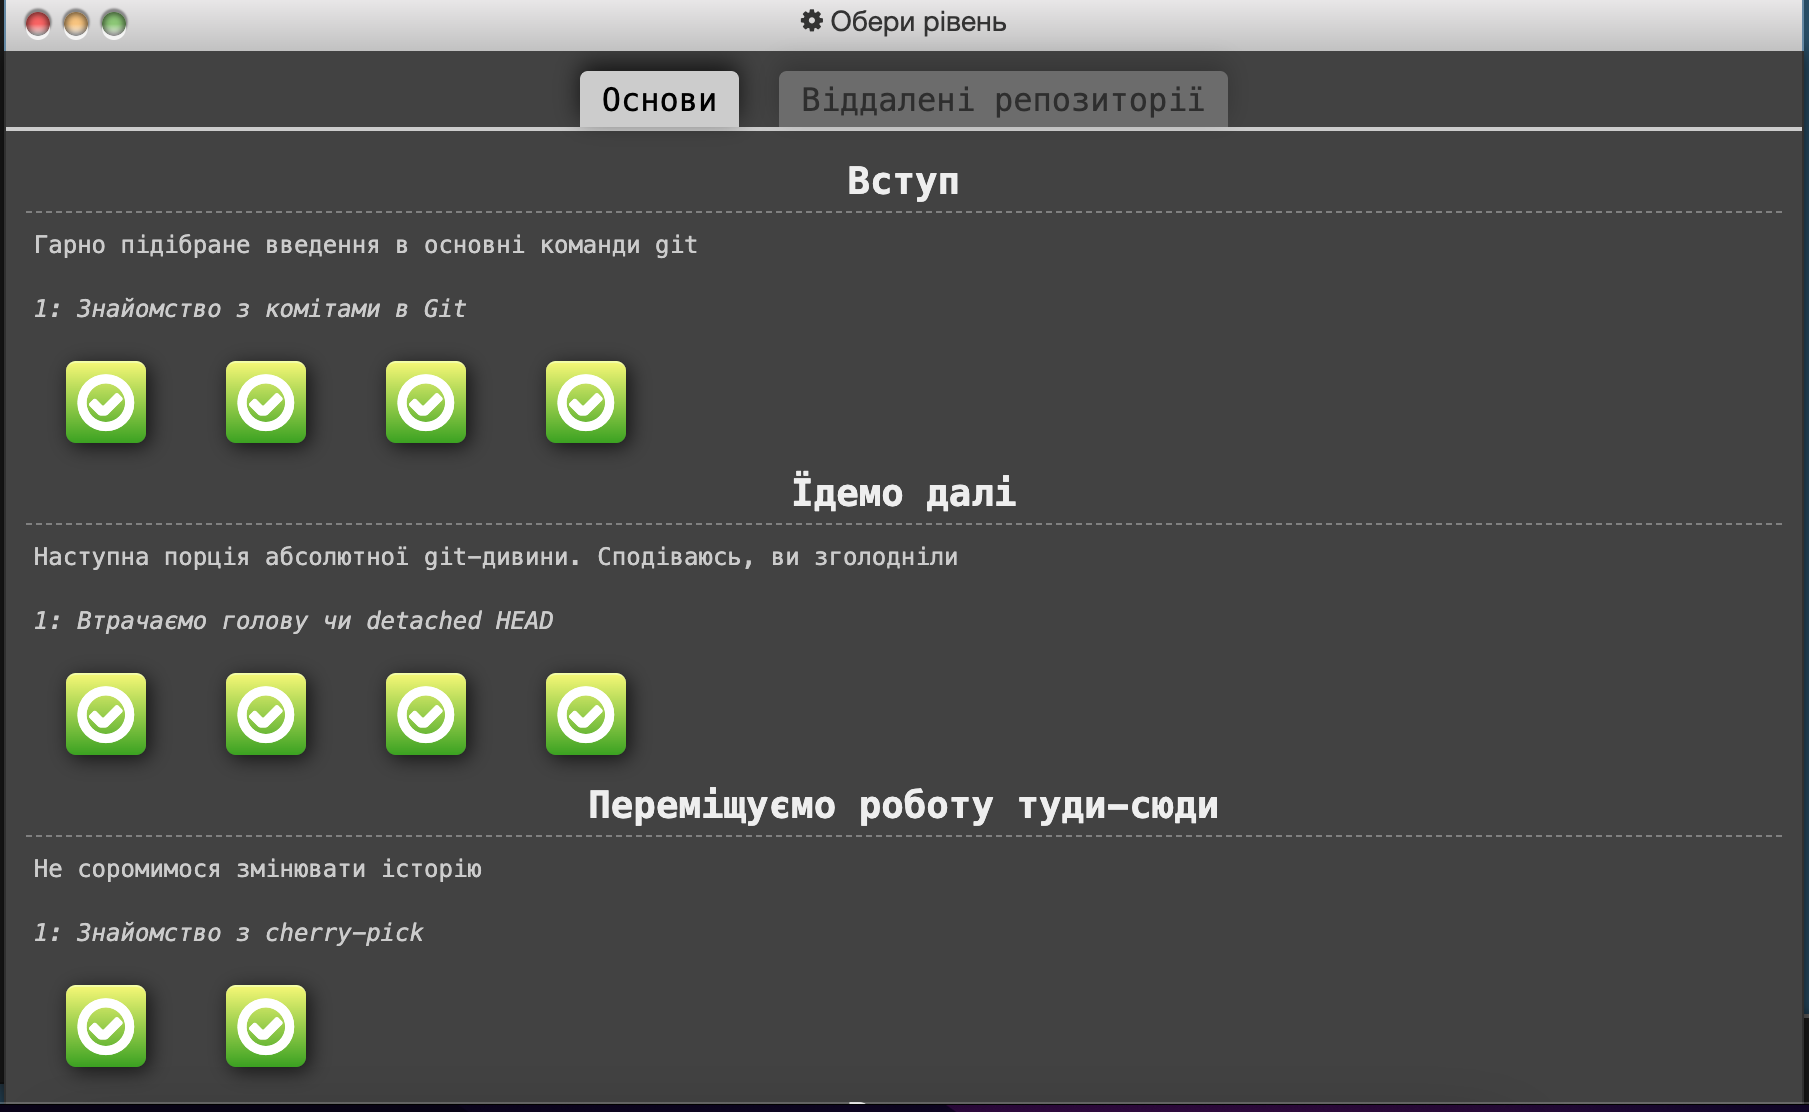 Обери рівень
Основи
Віддалені репозиторії
Вступ
Гарно підібране введення в основні команди git
1: Знайомство з комітами в Git
Їдемо далі
Наступна порція абсолютної git-дивини. Сподіваюсь, ви зголодніли
1: Втрачаємо голову чи detached HEAD
Переміщуємо роботу туди-сюди
Не соромимося змінювати історію
1: Знайомство з cherry-pick